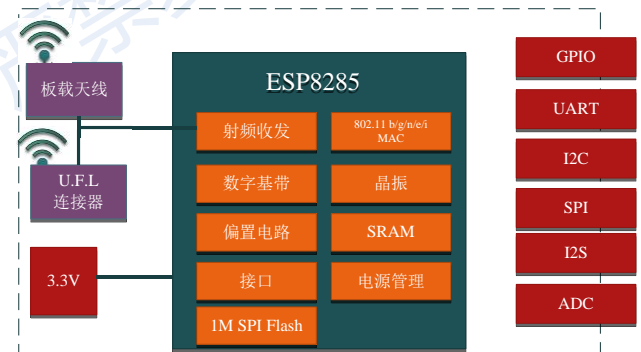 ESP8285
板载天线
U.F.L
连接器
3.3V
射频收发
802.11 b/g/n/e/i
MAC
数字基带
晶振
偏置电路
SRAM
接口
电源管理
1M SPI Flash
GPIO
UART
I2C
SPI
I2S
ADC